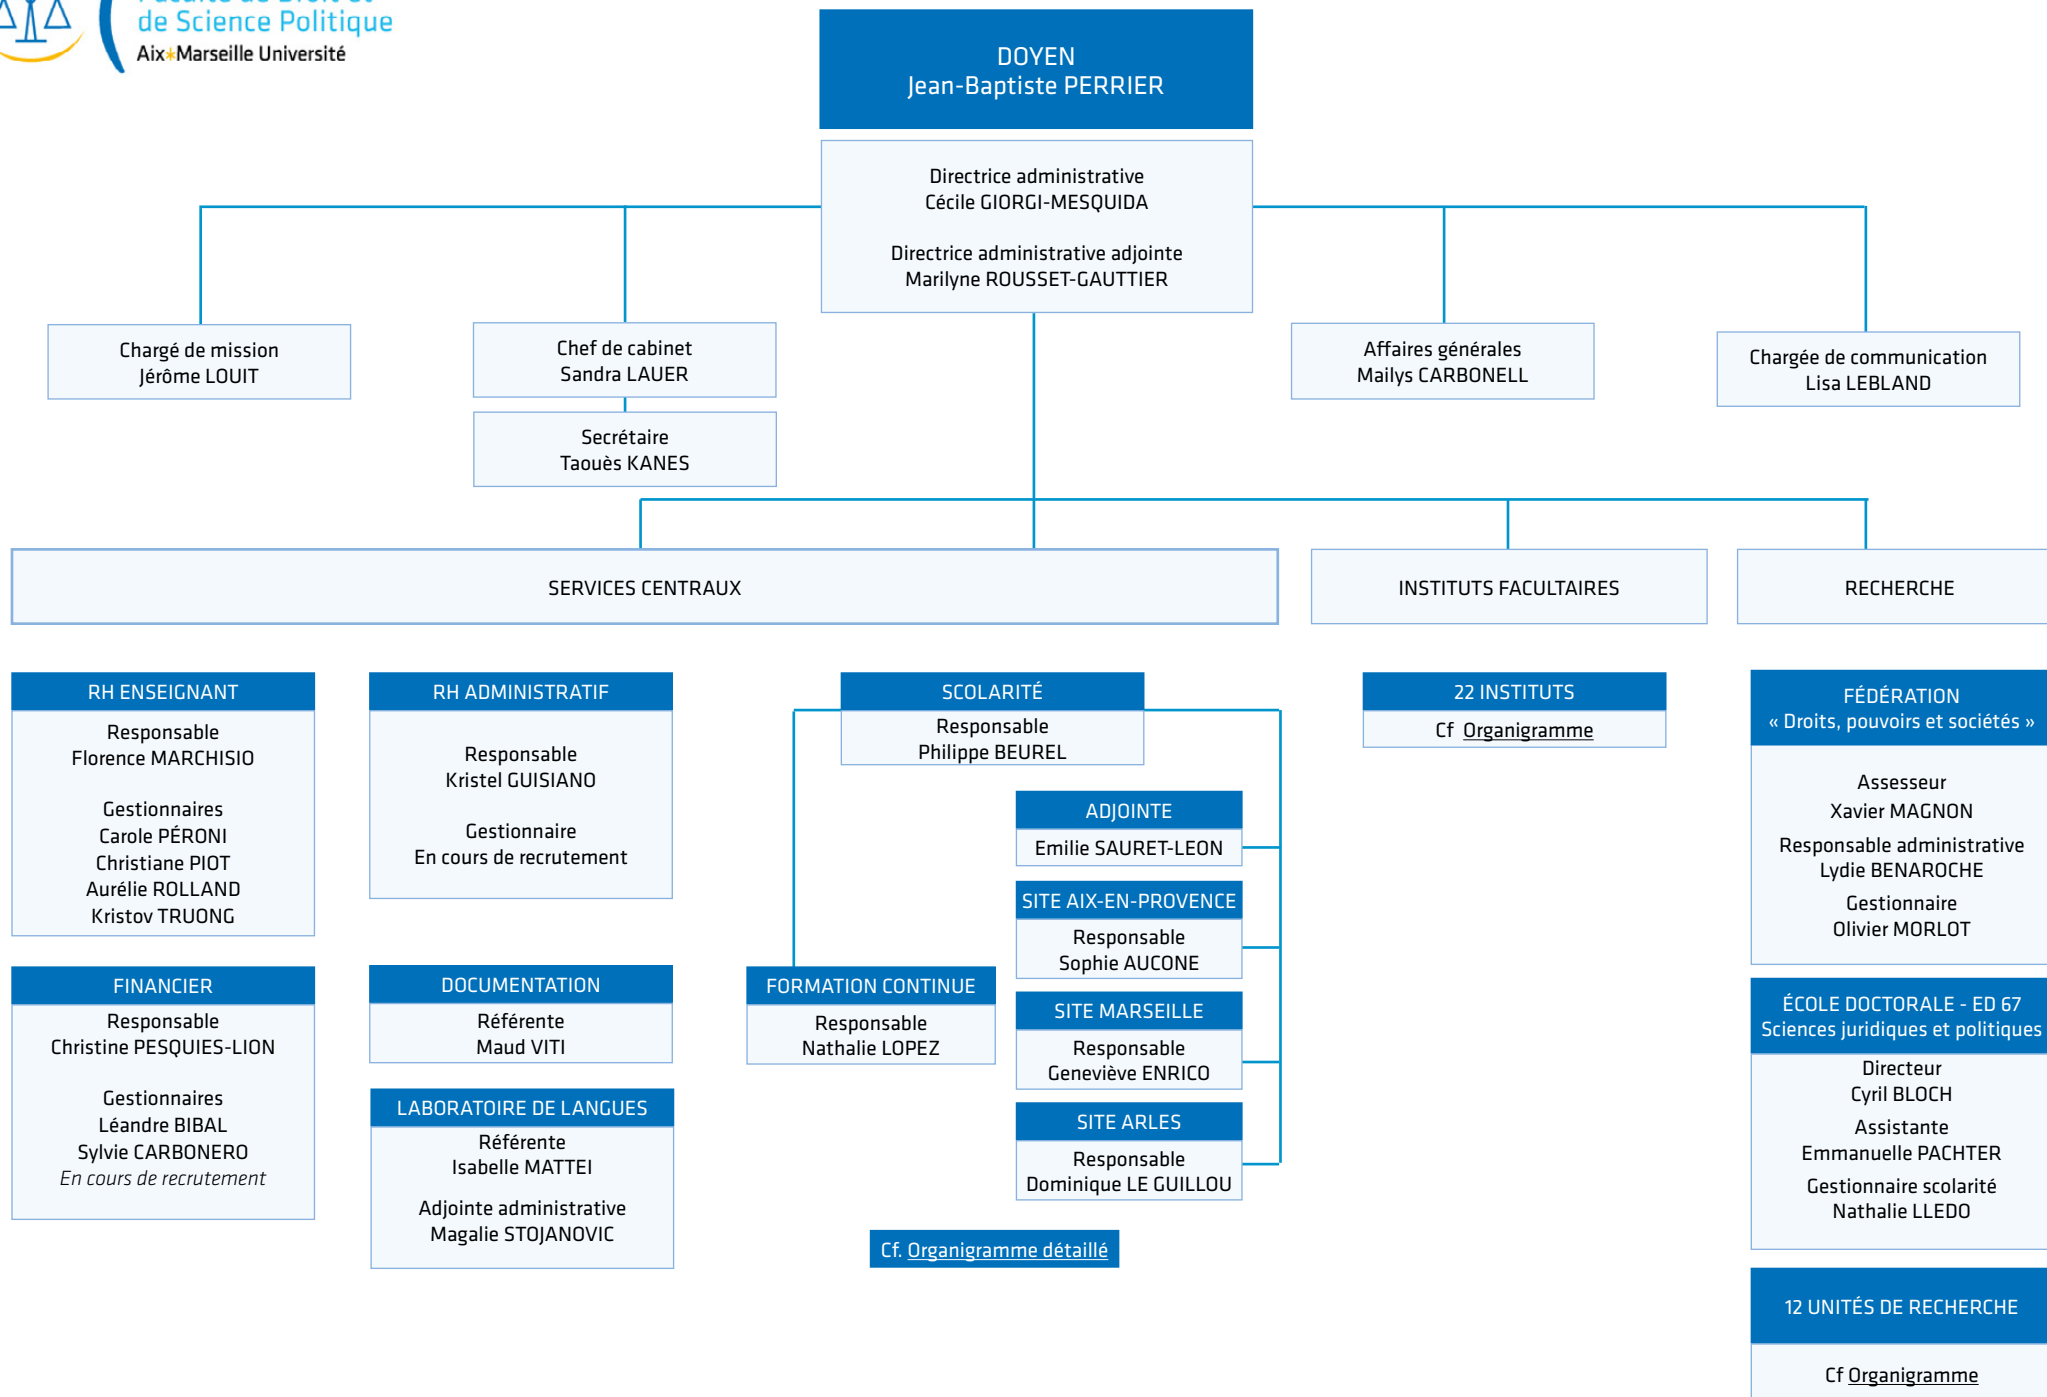 Faculté de Droit et
de Science Politique
Aix*Marseille Université
DOYEN
Jean-Baptiste PERRIER
Directrice administrative
Cécile GIORGI-MESQUIDA
Directrice administrative adjointe
Marilyne ROUSSET-GAUTTIER
Chargé de mission
Jérôme LOUIT
Chef de cabinet
Sandra LAUER
Secrétaire
Taouès KANES
Affaires générales
Mailys CARBONELL
Chargée de communication
Lisa LEBLAND
SERVICES CENTRAUX
INSTITUTS FACULTAIRES
RECHERCHE
RH ENSEIGNANT
Responsable
Florence MARCHISIO
Gestionnaires
Carole PÉRONI
Christiane PIOT
Aurélie ROLLAND
Kristov TRUONG
FINANCIER
Responsable
Christine PESQUIES-LION
Gestionnaires
Léandre BIBAL
Sylvie CARBONERO
En cours de recrutement
RH ADMINISTRATIF
Responsable
Kristel GUISIANO
Gestionnaire
En cours de recrutement
DOCUMENTATION
Référente
Maud VITI
LABORATOIRE DE LANGUES
Référente
Isabelle MATTEI
Adjointe administrative
Magalie STOJANOVIC
SCOLARITÉ
Responsable
Philippe BEUREL
FORMATION CONTINUE
Responsable
Nathalie LOPEZ
ADJOINTE
Emilie SAURET-LEON
SITE AIX-EN-PROVENCE
Responsable
Sophie AUCONE
SITE MARSEILLE
Responsable
Geneviève ENRICO
SITE ARLES
Responsable
Dominique LE GUILLOU
Cf. Organigramme détaillé
22 INSTITUTS
Cf Organigramme
FÉDÉRATION
« Droits, pouvoirs et sociétés »
Assesseur
Xavier MAGNON
Responsable administrative
Lydie BENAROCHE
Gestionnaire
Olivier MORLOT
ÉCOLE DOCTORALE - ED 67
Sciences juridiques et politiques
Directeur
Cyril BLOCH
Assistante
Emmanuelle PACHTER
Gestionnaire scolarité
Nathalie LLEDO
12 UNITÉS DE RECHERCHE
Cf Organigramme